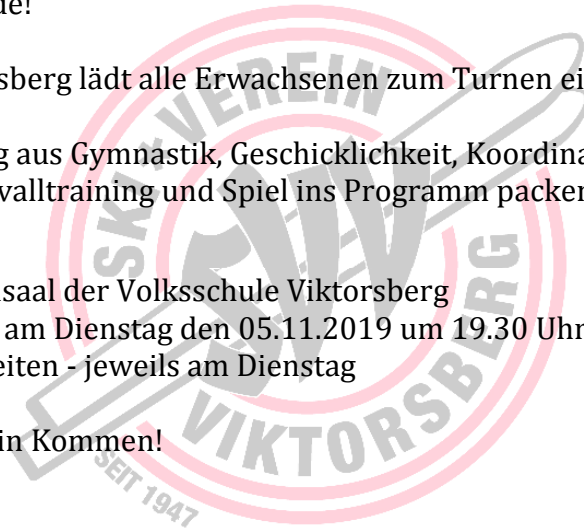 de!
sberg lädt alle Erwachsenen zum Turnen ei
g aus Gymnastik, Geschicklichkeit, Koordina
valltraining und Spiel ins Programm packen
saal der Volksschule Viktorsberg
am Dienstag den 05.11.2019 um 19.30 Uhr
eiten - jeweils am Dienstag
in Kommen!
SKI VEREIN
SVV
VIKTORSBERG
SEIT 1947